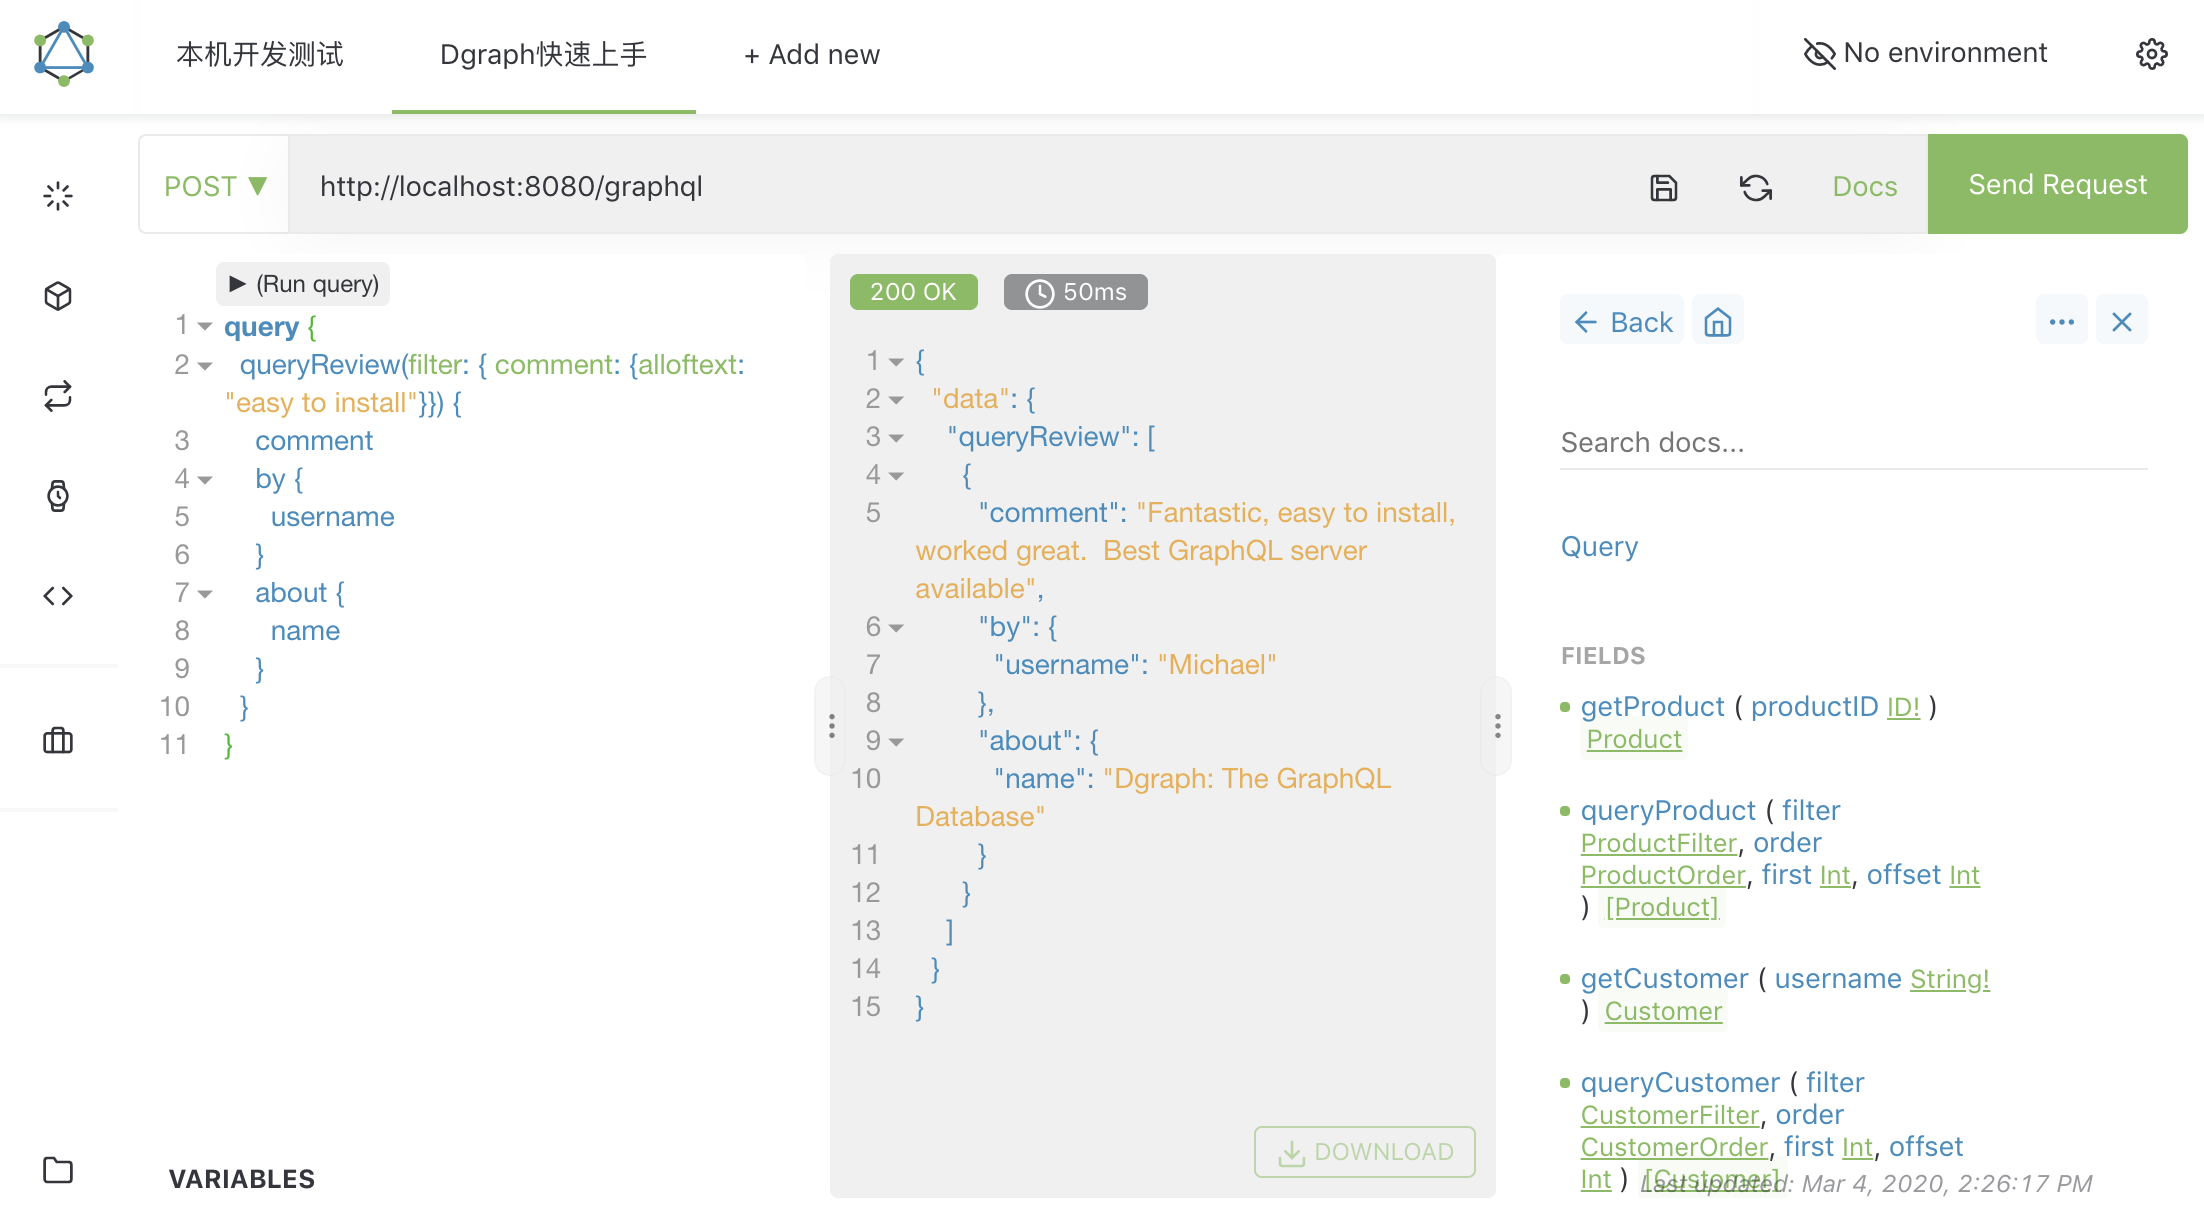 本机开发测试
Dgraph快速上手
+ Add new
No environment
POST ▼
http://localhost:8080/graphql
Docs
Send Request
▶ (Run query)
1 query {
2 queryReview(filter: { comment: {alloftext:
"easy to install"}}) {
3 comment
4 by {
5 username
6 }
7 about {
8 name
9 }
10 }
11 }
VARIABLES
200 OK
50ms
1 {
2 "data": {
3 "queryReview": [
4 {
5 "comment": "Fantastic, easy to install,
worked great.  Best GraphQL server
available",
6 "by": {
7 "username": "Michael"
8 },
9 "about": {
10 "name": "Dgraph: The GraphQL
Database"
11 }
12 }
13 ]
14 }
15 }
DOWNLOAD
Back
Search docs...
Query
FIELDS
getProduct ( productID ID! )
Product
queryProduct ( filter
ProductFilter, order
ProductOrder, first Int, offset Int
) [Product]
getCustomer ( username String!
) Customer
queryCustomer ( filter
CustomerFilter, order
CustomerOrder, first Int, offset
Int ) [Customer]
Last updated: Mar 4, 2020, 2:26:17 PM